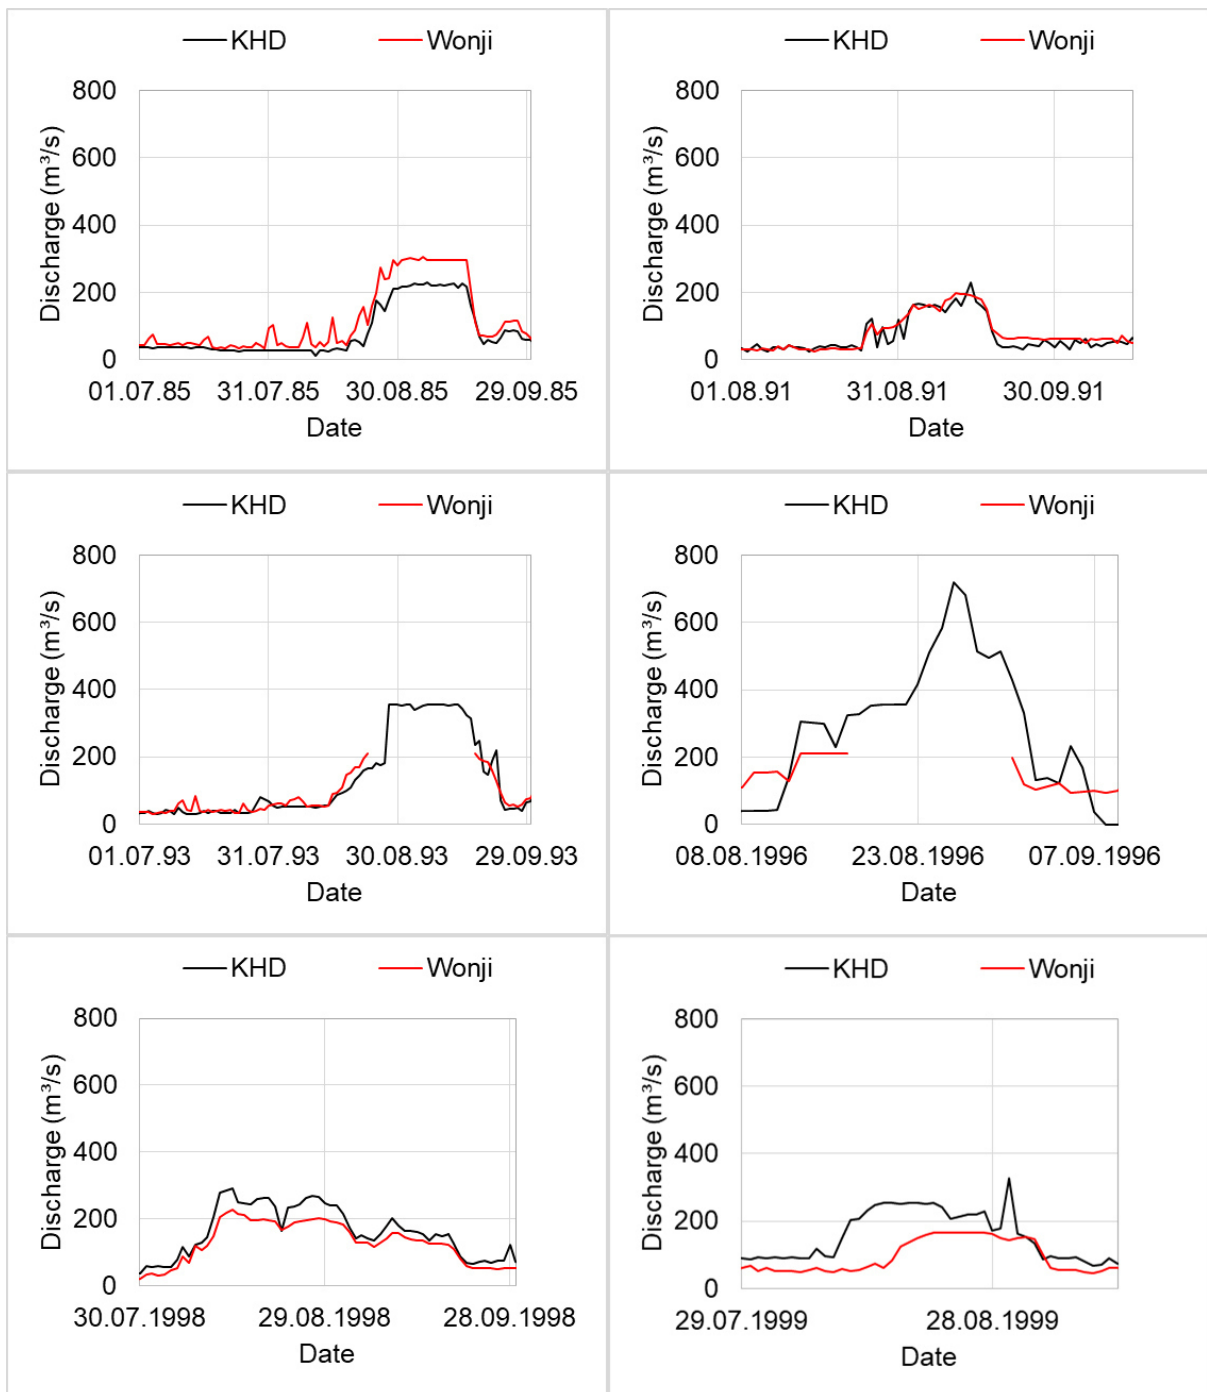 KHD Wonji
800
600
400
200
0
Discharge (m³/s)
01.07.85 31.07.85 30.08.85 29.09.85
Date
KHD Wonji
800
600
400
200
0
Discharge (m³/s)
01.08.91 31.08.91 30.09.91
Date
KHD Wonji
800
600
400
200
0
Discharge (m³/s)
01.07.93 31.07.93 30.08.93 29.09.93
Date
KHD Wonji
800
600
400
200
0
Discharge (m³/s)
08.08.1996 23.08.1996 07.09.1996
Date
KHD Wonji
800
600
400
200
0
Discharge (m³/s)
30.07.1998 29.08.1998 28.09.1998
Date
KHD Wonji
800
600
400
200
0
Discharge (m³/s)
29.07.1999 28.08.1999
Date